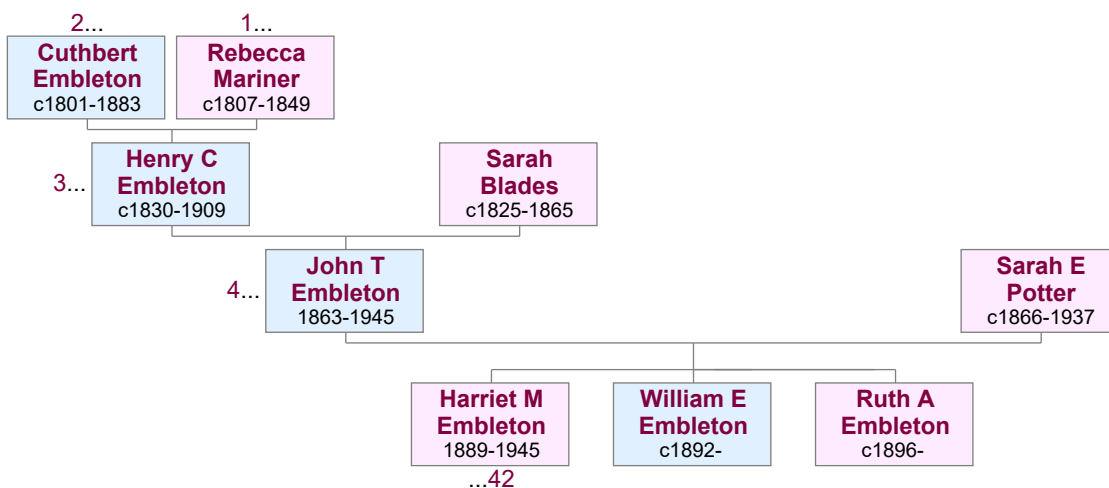 2...
1...
Cuthbert
Embleton
c1801-1883
Rebecca
Mariner
c1807-1849
3...
Henry C
Embleton
c1830-1909
Sarah
Blades
c1825-1865
4...
John T
Embleton
1863-1945
Sarah E
Potter
c1866-1937
Harriet M
Embleton
1889-1945
William E
Embleton
c1892-
Ruth A
Embleton
c1896-
...42